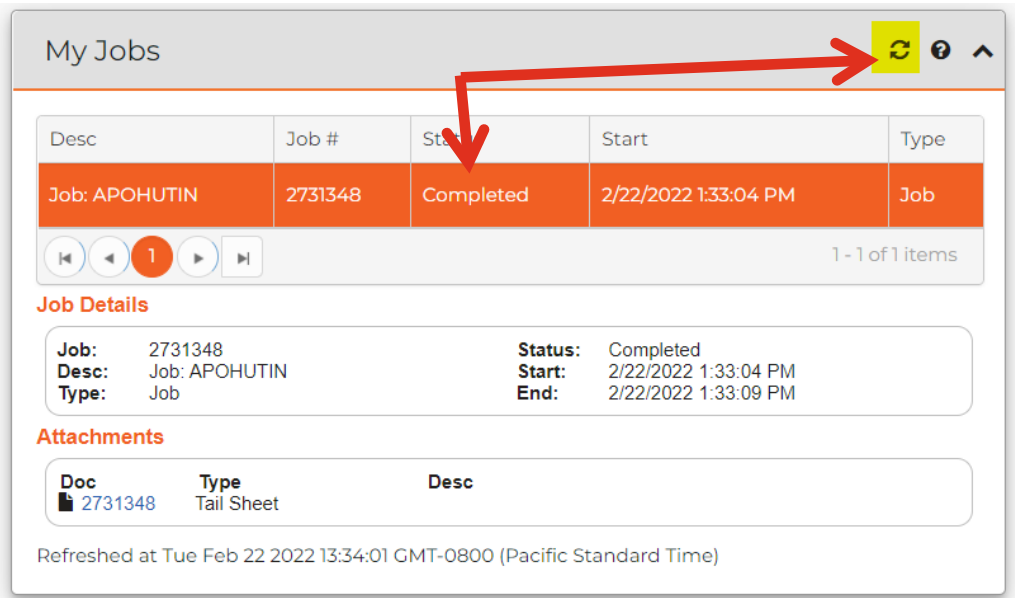 My Jobs
Desc Job # Start Type
Job: APOHUTIN 2731348 Completed 2/22/2022 1:33:04 PM Job
1 1 - 1 of 1 items
Job Details
Job: 2731348 Status: Completed
Desc: Job: APOHUTIN Start: 2/22/2022 1:33:04 PM
Type: Job End: 2/22/2022 1:33:09 PM
Attachments
Doc Type Desc
2731348 Tail Sheet
Refreshed at Tue Feb 22 2022 13:34:01 GMT-0800 (Pacific Standard Time)